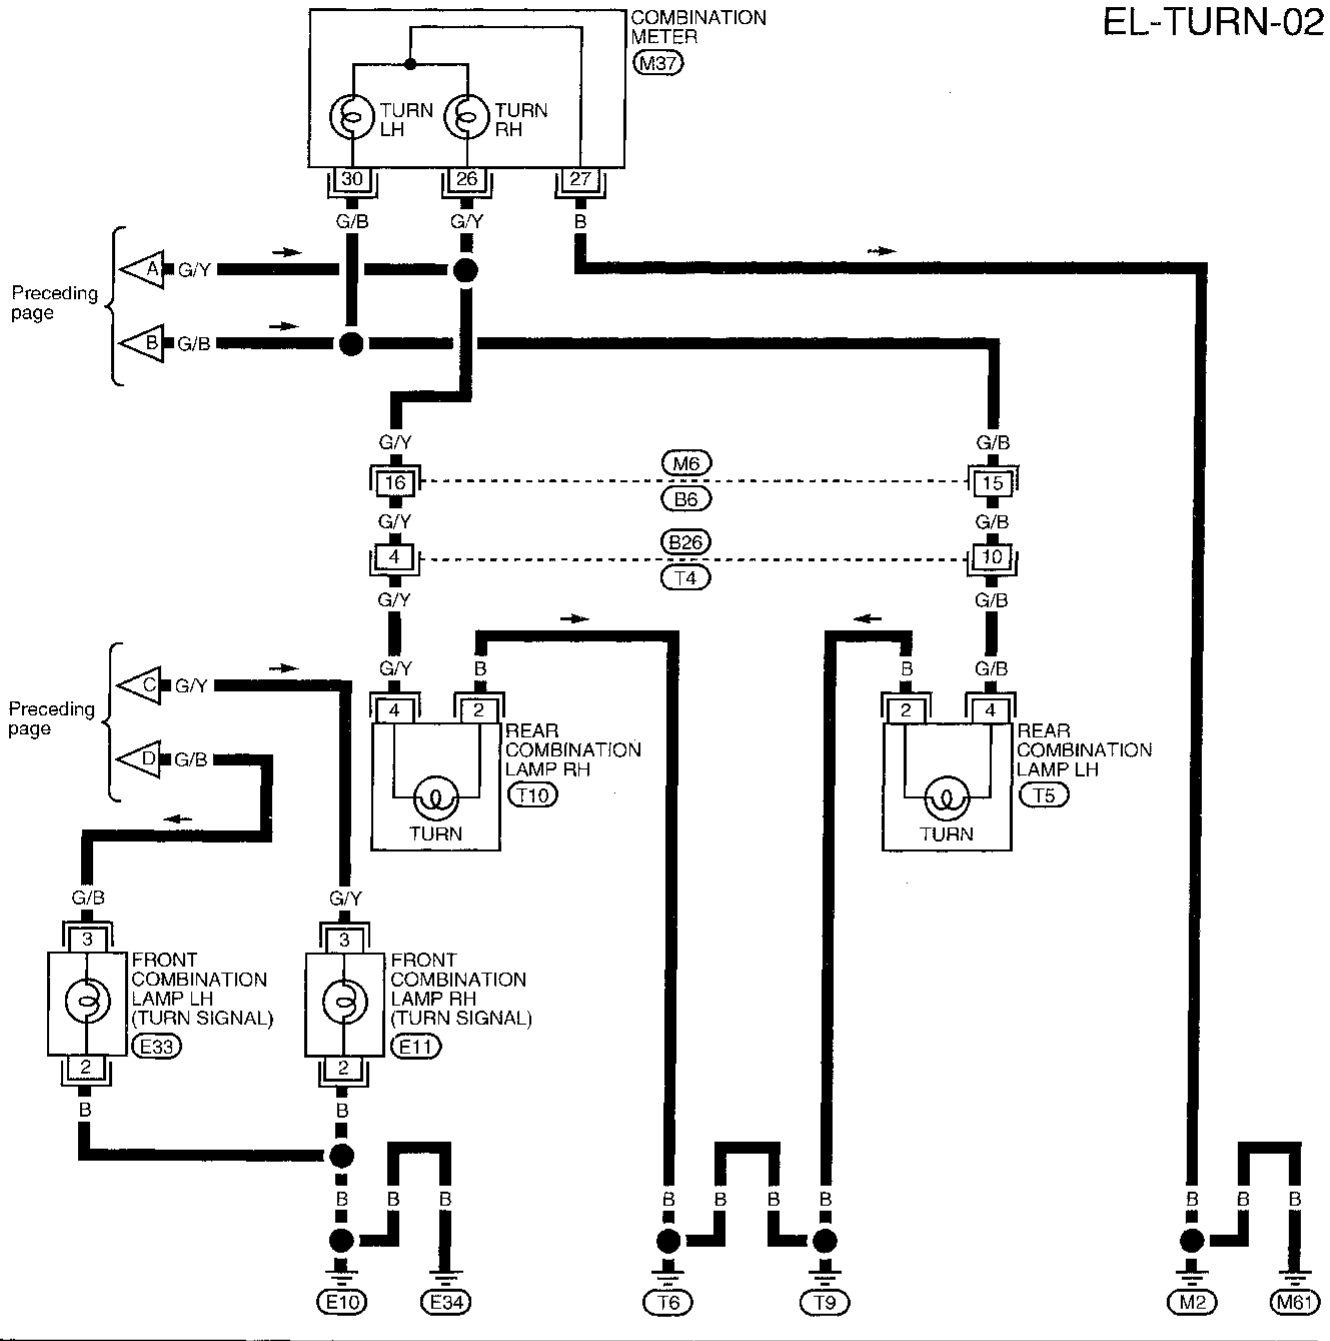 EL-TURN-02
COMBINATION
METER
M37
TURN
LH
TURN
RH
30
26
27
G/B
G/Y
B
A
G/Y
Preceding
page
B
G/B
G/Y
G/B
16
M6
15
B6
G/Y
G/B
4
B26
10
T4
G/Y
G/B
G/Y
B
B
G/B
4
2
2
4
REAR
COMBINATION
LAMP RH
T10
TURN
REAR
COMBINATION
LAMP LH
T5
TURN
C
G/Y
Preceding
page
D
G/B
G/B
G/Y
3
3
FRONT
COMBINATION
LAMP LH
(TURN SIGNAL)
E33
FRONT
COMBINATION
LAMP RH
(TURN SIGNAL)
E11
2
2
B
B
B
B
B
B
B
B
B
B
B
B
E10
E34
T6
T9
M2
M61